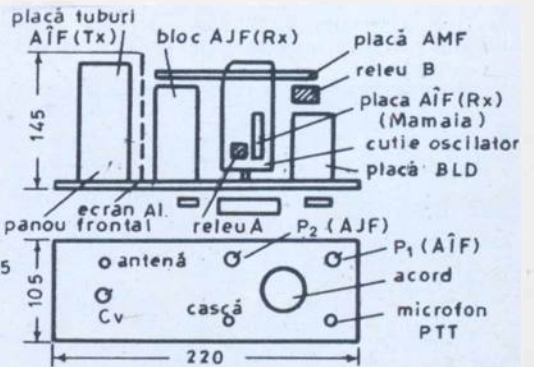 placă tuburi
AÎF (Tx)
bloc AJF (Rx)
placă AMF
releu B
placa AÎF (Rx)
(Mamaia)
cutie oscilator
placă BLD
145
ecran Al.
panou frontal
releu A
P₂ (AJF)
P₁ (AÎF)
antenă
acord
5
105
Cv
cască
microfon
PTT
220